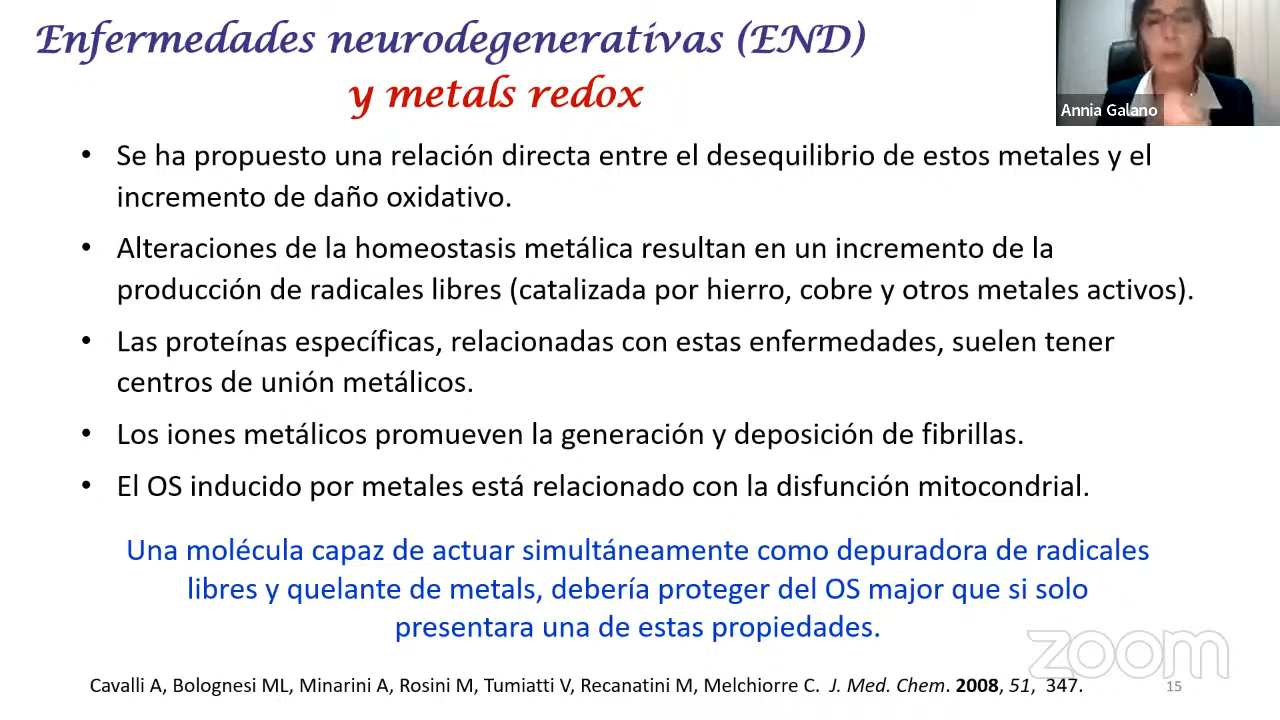 Enfermedades neurodegenerativas (END)
y metals redox
Annia Galano
• Se ha propuesto una relación directa entre el desequilibrio de estos metales y el
incremento de daño oxidativo.
• Alteraciones de la homeostasis metálica resultan en un incremento de la
producción de radicales libres (catalizada por hierro, cobre y otros metales activos).
• Las proteínas específicas, relacionadas con estas enfermedades, suelen tener
centros de unión metálicos.
• Los iones metálicos promueven la generación y deposición de fibrillas.
• El OS inducido por metales está relacionado con la disfunción mitocondrial.
Una molécula capaz de actuar simultáneamente como depuradora de radicales
libres y quelante de metals, debería proteger del OS major que si solo
presentara una de estas propiedades.
zoom
Cavalli A, Bolognesi ML, Minarini A, Rosini M, Tumiatti V, Recanatini M, Melchiorre C. J. Med. Chem. 2008, 51, 347.
15